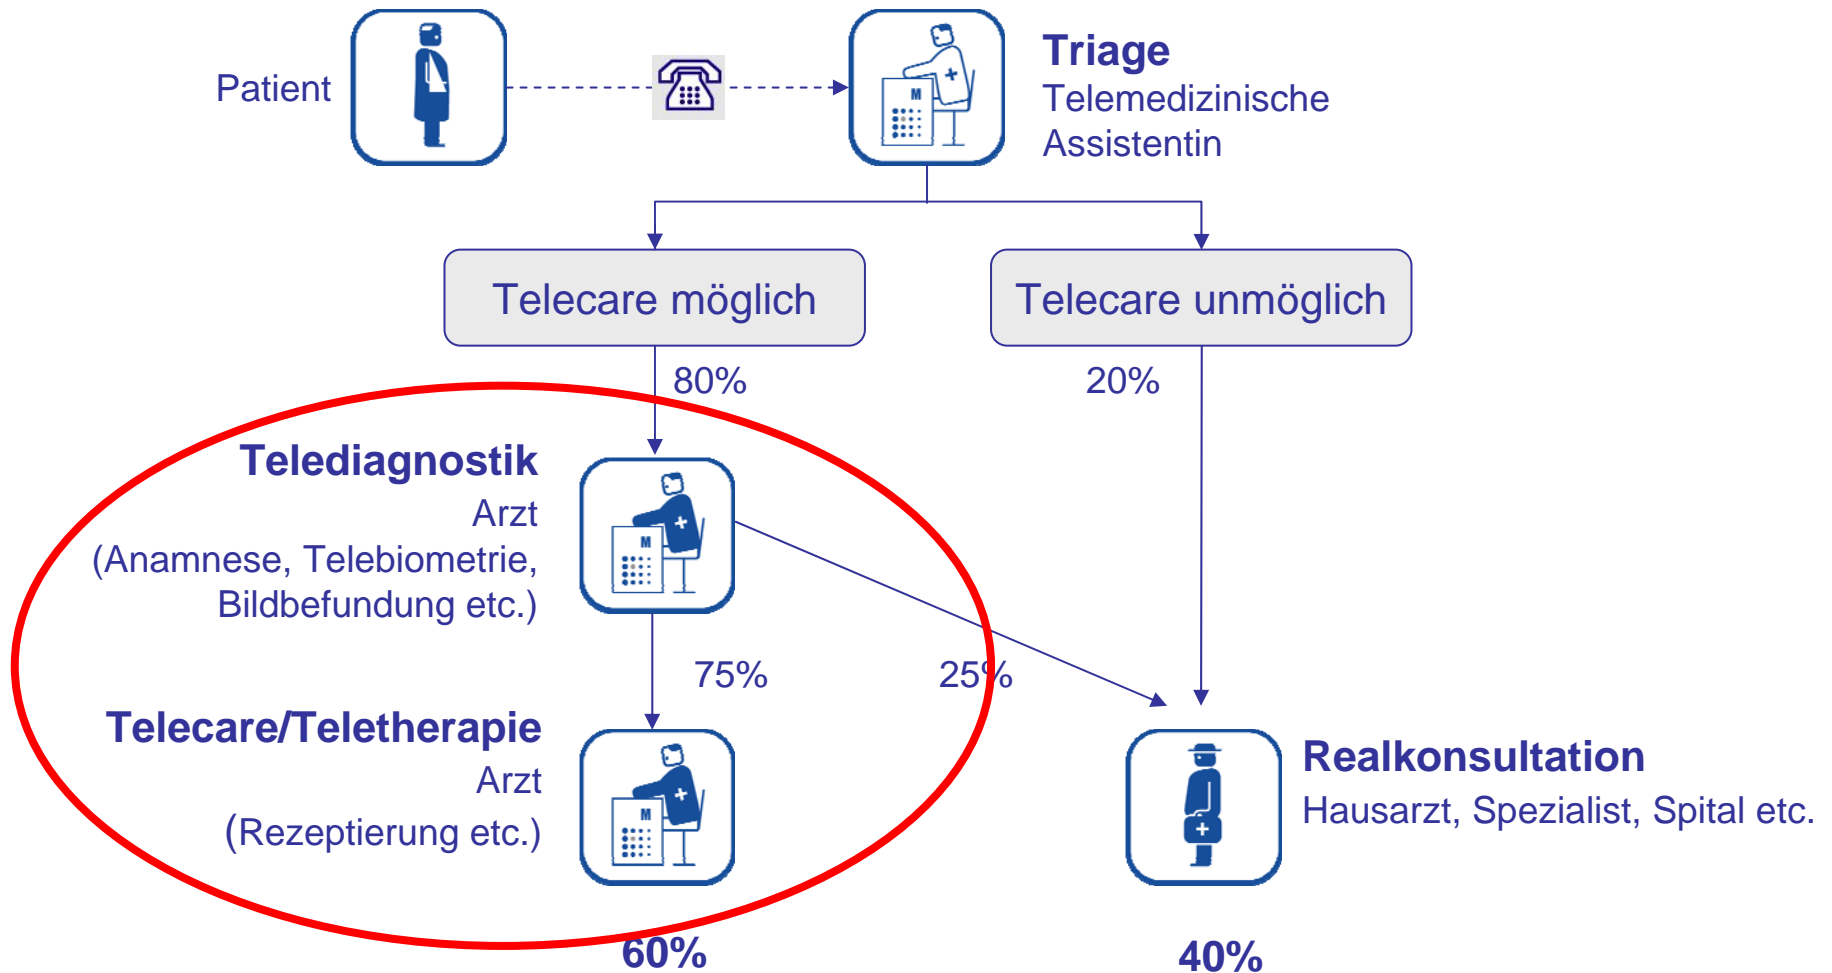 Patient
Triage
Telemedizinische
Assistentin
M
Telecare möglich
Telecare unmöglich
80%
20%
Telediagnostik
Arzt
(Anamnese, Telebiometrie,
Bildbefundung etc.)
M
75%
25%
Telecare/Teletherapie
Arzt
(Rezeptierung etc.)
M
Realkonsultation
Hausarzt, Spezialist, Spital etc.
60%
40%